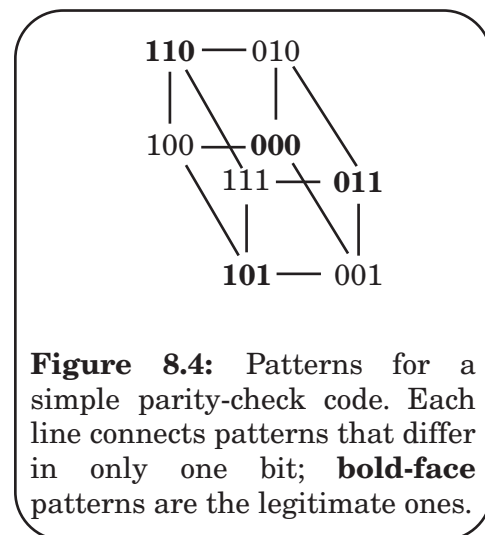 110 010
100 000
111 011
101 001
Figure 8.4: Patterns for a
simple parity-check code. Each
line connects patterns that differ
in only one bit; bold-face
patterns are the legitimate ones.